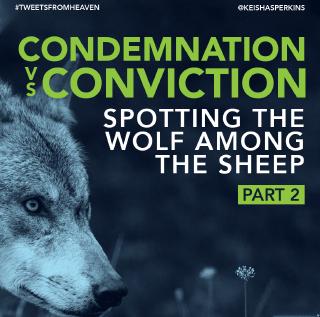 #TWEETSFROMHEAVEN @KEISHASPERKINS
CONDEMNATION
VS CONVICTION
SPOTTING THE
WOLF AMONG
THE SHEEP
PART 2